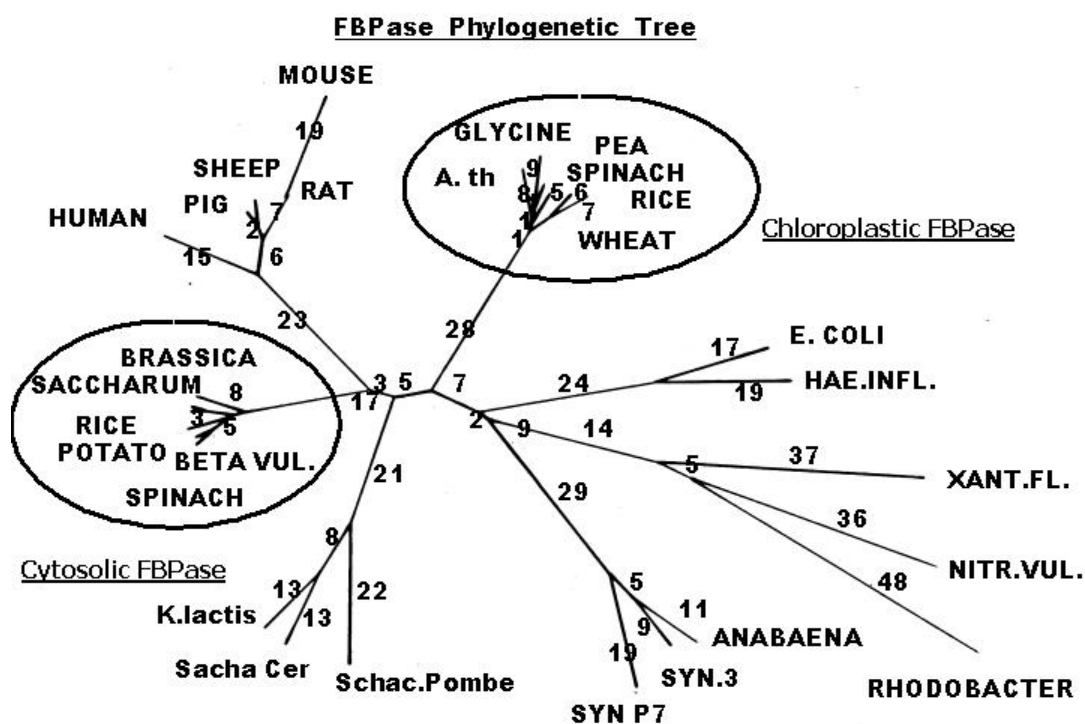 FBPase Phylogenetic Tree
MOUSE
19
SHEEP
PIG
7
RAT
2
HUMAN
15
6
23
GLYCINE
9
PEA
A. th
SPINACH
8
5
6
RICE
1
7
1
WHEAT
Chloroplastic FBPase
28
BRASSICA
SACCHARUM
8
3
RICE
5
POTATO
BETA VUL.
SPINACH
3
5
7
17
Cytosolic FBPase
21
8
13
13
22
K.lactis
Sacha Cer
Schac.Pombe
E. COLI
17
24
19
HAE.INFL.
2
9
14
37
5
XANT.FL.
29
36
48
NITR.VUL.
5
11
9
ANABAENA
19
SYN.3
SYN P7
RHODOBACTER